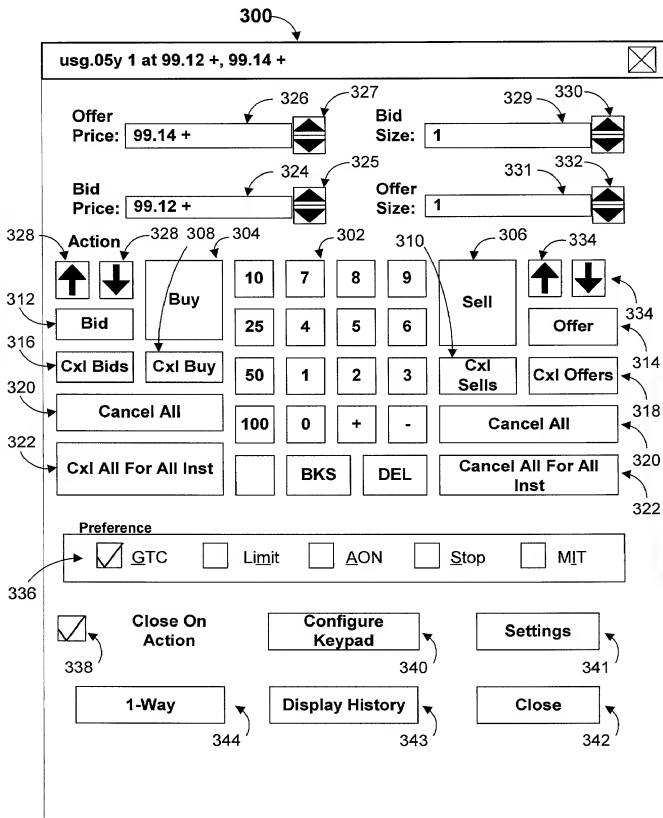 300
usg.05y 1 at 99.12 +, 99.14 +
326 327 329 330
Offer Price: 99.14 + Bid Size: 1
324 325 331 332
Bid Price: 99.12 + Offer Size: 1
328 Action 328 308 304 302 310 306 334
Buy 10 7 8 9 Sell
334
312 Bid 25 4 5 6 Offer
314
316 Cxl Bids Cxl Buy 50 1 2 3 Cxl Sells Cxl Offers
318
320 Cancel All 100 0 + - Cancel All
320
322 Cxl All For All Inst BKS DEL Cancel All For All Inst
322
Preference
GTC Limit AON Stop MIT
336
Close On Action Configure Keypad Settings
338 340 341
1-Way Display History Close
344 343 342